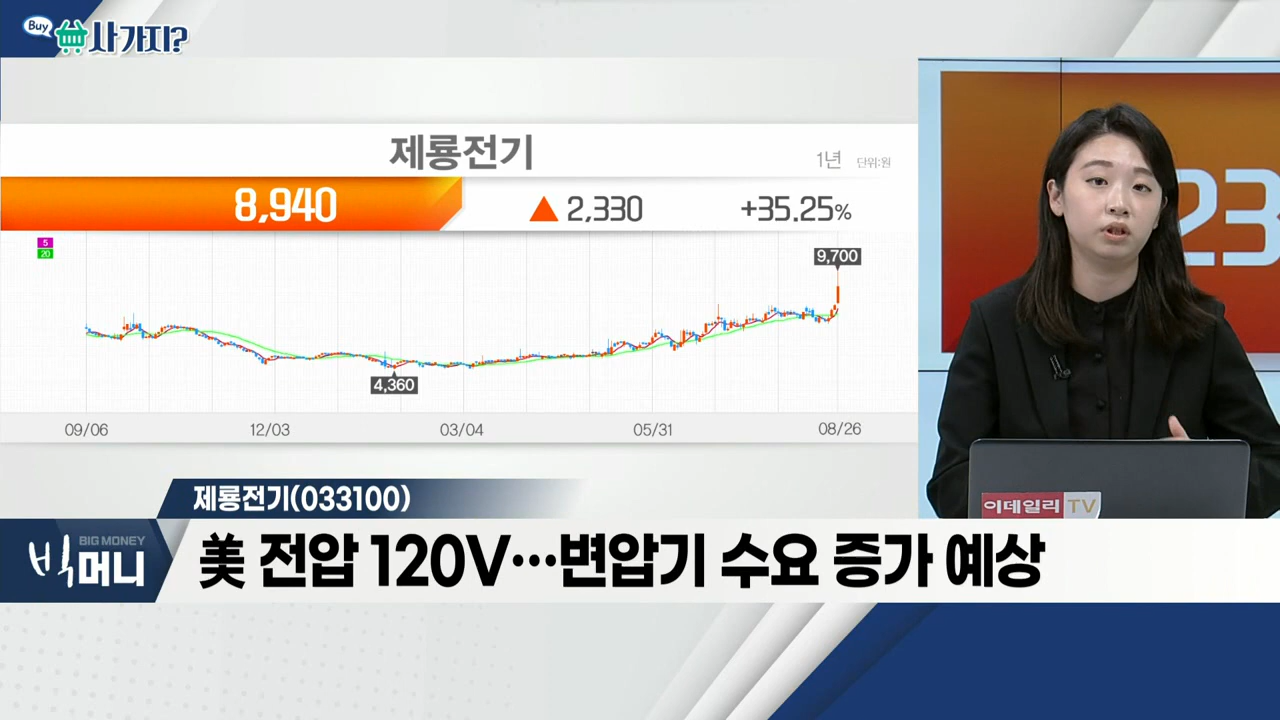 Buy
사가지?
제룡전기
1년 단위:원
8,940 ▲ 2,330 +35.25%
5
20
9,700
4,360
09/06 12/03 03/04 05/31 08/26
23
이데일리 TV
제룡전기(033100)
BIG MONEY
빅머니
美 전압 120V…변압기 수요 증가 예상